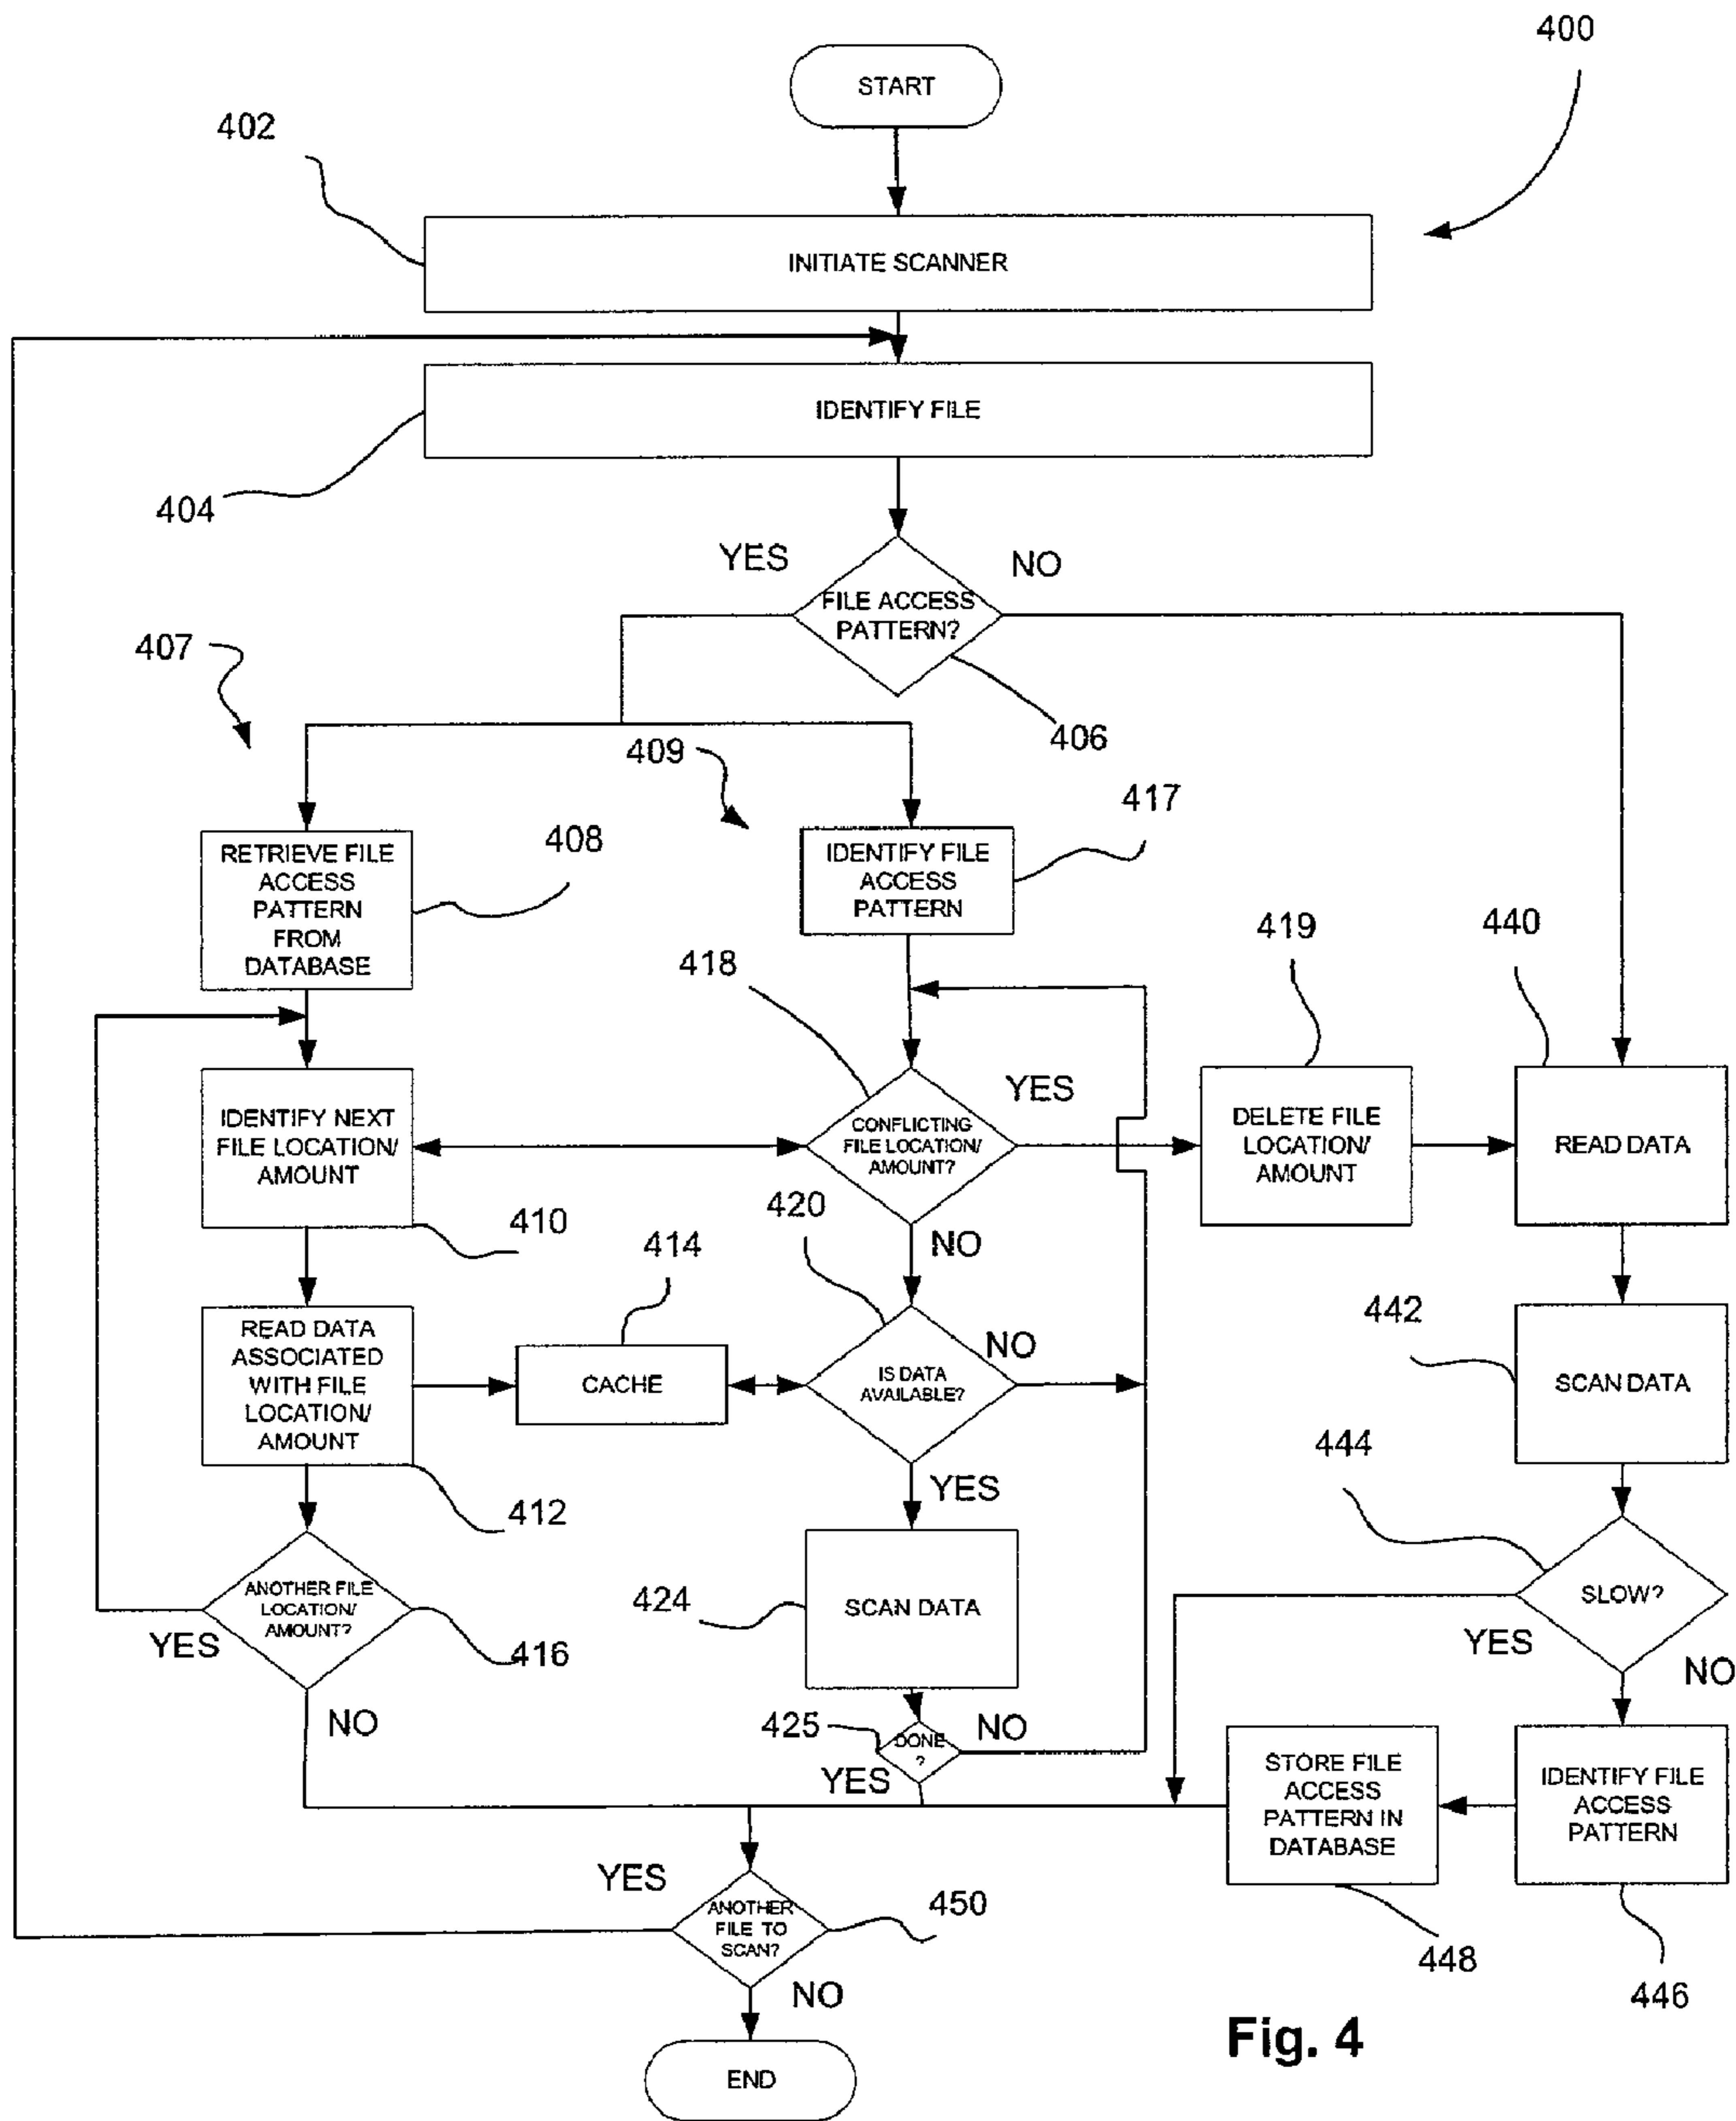 400
START
402
INITIATE SCANNER
IDENTIFY FILE
404
YES
NO
FILE ACCESS
PATTERN?
407
406
409
417
RETRIEVE FILE
ACCESS
PATTERN
FROM
DATABASE
408
IDENTIFY FILE
ACCESS
PATTERN
419
440
418
YES
IDENTIFY NEXT
FILE LOCATION/
AMOUNT
CONFLICTING
FILE LOCATION/
AMOUNT?
DELETE FILE
LOCATION/
AMOUNT
READ DATA
410
414
420
NO
READ DATA
ASSOCIATED
WITH FILE
LOCATION/
AMOUNT
CACHE
IS DATA
AVAILABLE?
NO
442
SCAN DATA
444
412
YES
ANOTHER FILE
LOCATION/
AMOUNT?
YES
416
424
SCAN DATA
SLOW?
YES
NO
NO
425
DONE
?
NO
YES
STORE FILE
ACCESS
PATTERN IN
DATABASE
IDENTIFY FILE
ACCESS
PATTERN
YES
ANOTHER
FILE TO
SCAN?
450
448
446
NO
END
Fig. 4